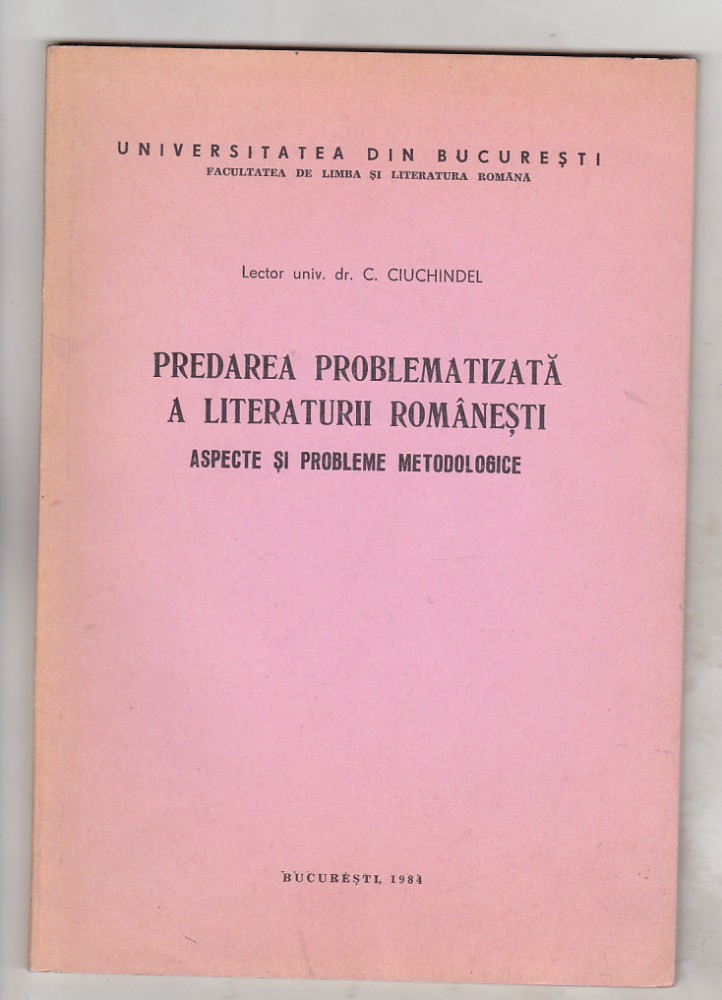 UNIVERSITATEA DIN BUCUREȘTI
FACULTATEA DE LIMBA ȘI LITERATURA ROMÂNĂ
Lector univ. dr. C. CIUCHINDEL
PREDAREA PROBLEMATIZATĂ
A LITERATURII ROMÂNEȘTI
ASPECTE ȘI PROBLEME METODOLOGICE
BUCUREȘTI, 1984